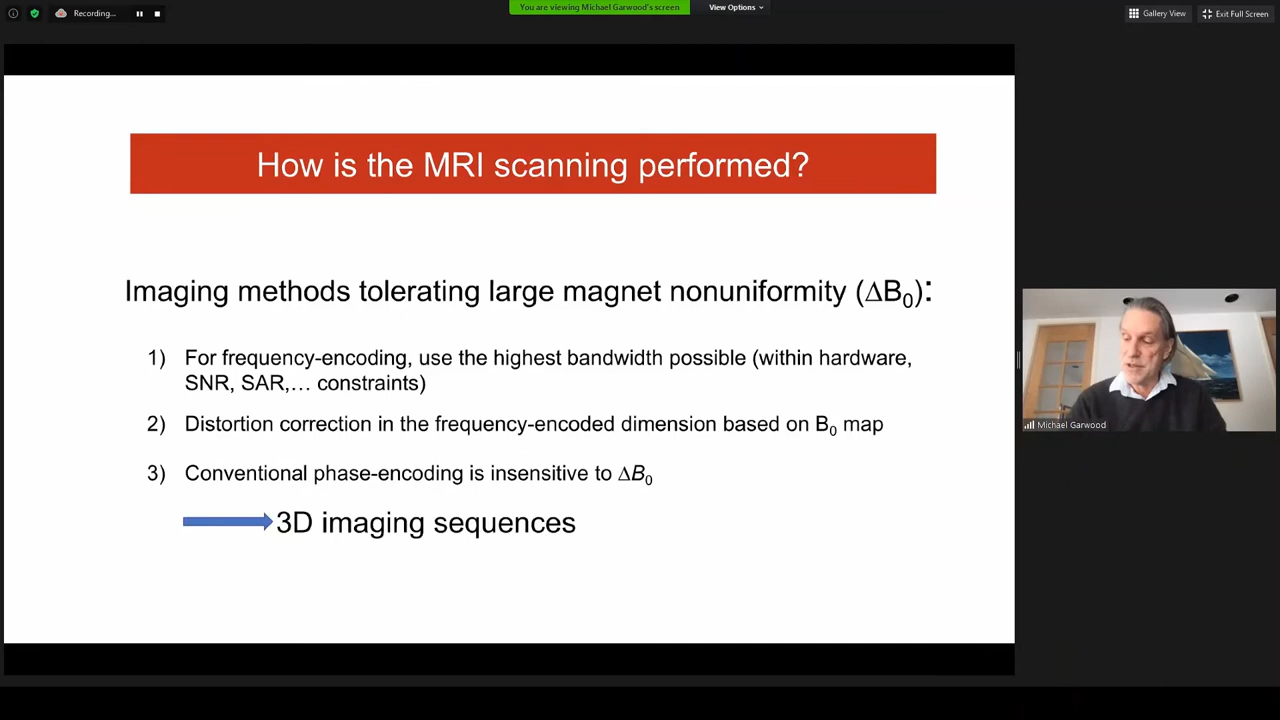 Recording...
You are viewing Michael Garwood's screen
View Options
Gallery View
Exit Full Screen
How is the MRI scanning performed?
Imaging methods tolerating large magnet nonuniformity (ΔB₀):
1) For frequency-encoding, use the highest bandwidth possible (within hardware,
SNR, SAR,... constraints)
2) Distortion correction in the frequency-encoded dimension based on B₀ map
3) Conventional phase-encoding is insensitive to ΔB₀
3D imaging sequences
Michael Garwood